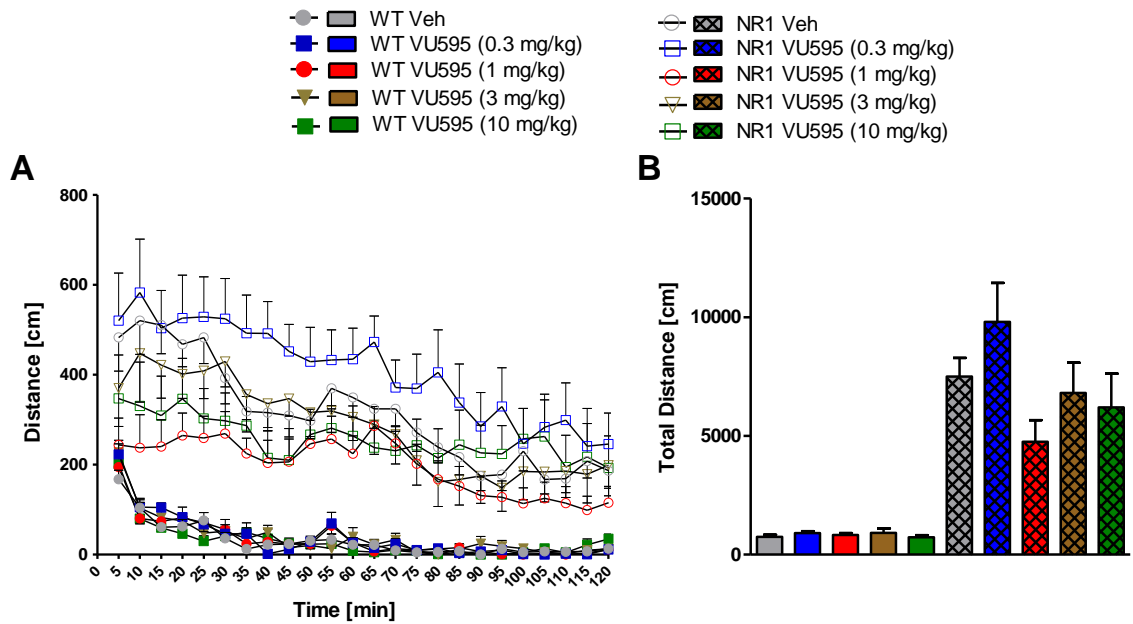 WT Veh
WT VU595 (0.3 mg/kg)
WT VU595 (1 mg/kg)
WT VU595 (3 mg/kg)
WT VU595 (10 mg/kg)
NR1 Veh
NR1 VU595 (0.3 mg/kg)
NR1 VU595 (1 mg/kg)
NR1 VU595 (3 mg/kg)
NR1 VU595 (10 mg/kg)
A
800
600
400
200
0
Distance [cm]
0 5 10 15 20 25 30 35 40 45 50 55 60 65 70 75 80 85 90 95 100 105 110 115 120
Time [min]
B
15000
10000
5000
0
Total Distance [cm]